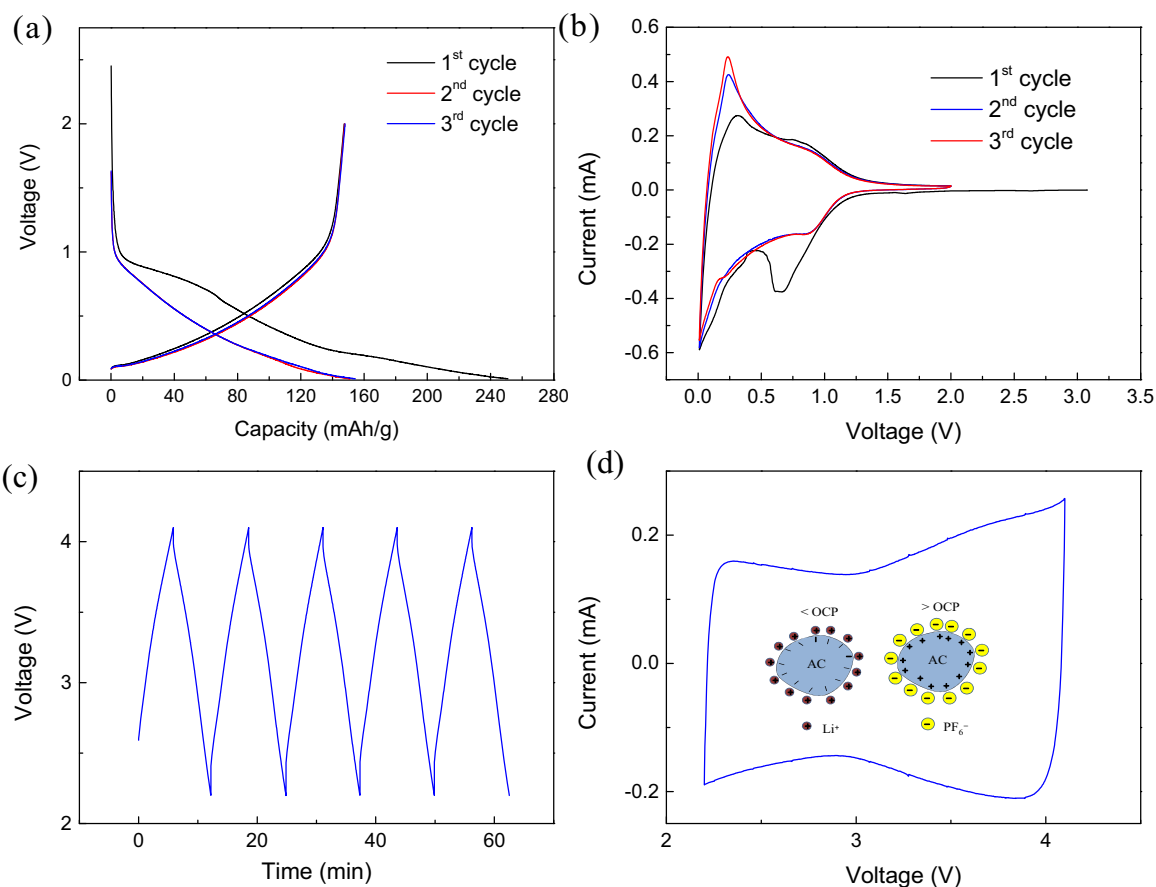 (a)
1st cycle
2nd cycle
3rd cycle
Voltage (V)
2
1
0
0 40 80 120 160 200 240 280
Capacity (mAh/g)
(b)
1st cycle
2nd cycle
3rd cycle
Current (mA)
0.6
0.4
0.2
0.0
-0.2
-0.4
-0.6
0.0 0.5 1.0 1.5 2.0 2.5 3.0 3.5
Voltage (V)
(c)
Voltage (V)
4
3
2
0 20 40 60
Time (min)
(d)
Current (mA)
0.2
0.0
-0.2
< OCP
> OCP
AC
AC
Li⁺
PF₆⁻
2 3 4
Voltage (V)